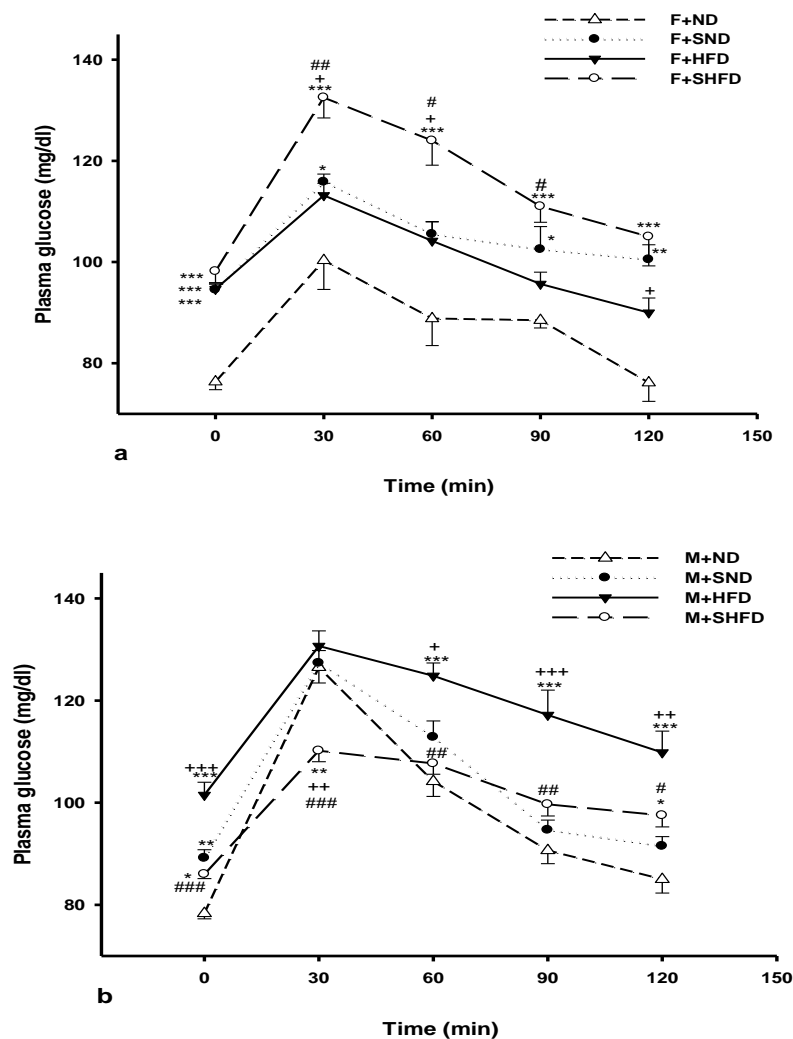 F+ND
F+SND
F+HFD
F+SHFD
140
##
+
***
#
+
***
120
*
#
***
*
***
**
100
***
***
***
+
80
Plasma glucose (mg/dl)
0 30 60 90 120 150
a
Time (min)
M+ND
M+SND
M+HFD
M+SHFD
140
+
***
+++
***
120
++
***
+++
***
##
##
#
*
100
**
++
###
**
*
###
80
Plasma glucose (mg/dl)
0 30 60 90 120 150
b
Time (min)